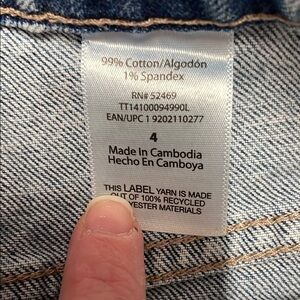 99% Cotton/Algodón
1% Spandex
RN# 52469
TT14100094990L
EAN/UPC 1 9202110277
4
Made In Cambodia
Hecho En Camboya
THIS LABEL YARN IS MADE
OUT OF 100% RECYCLED
MATERIALS